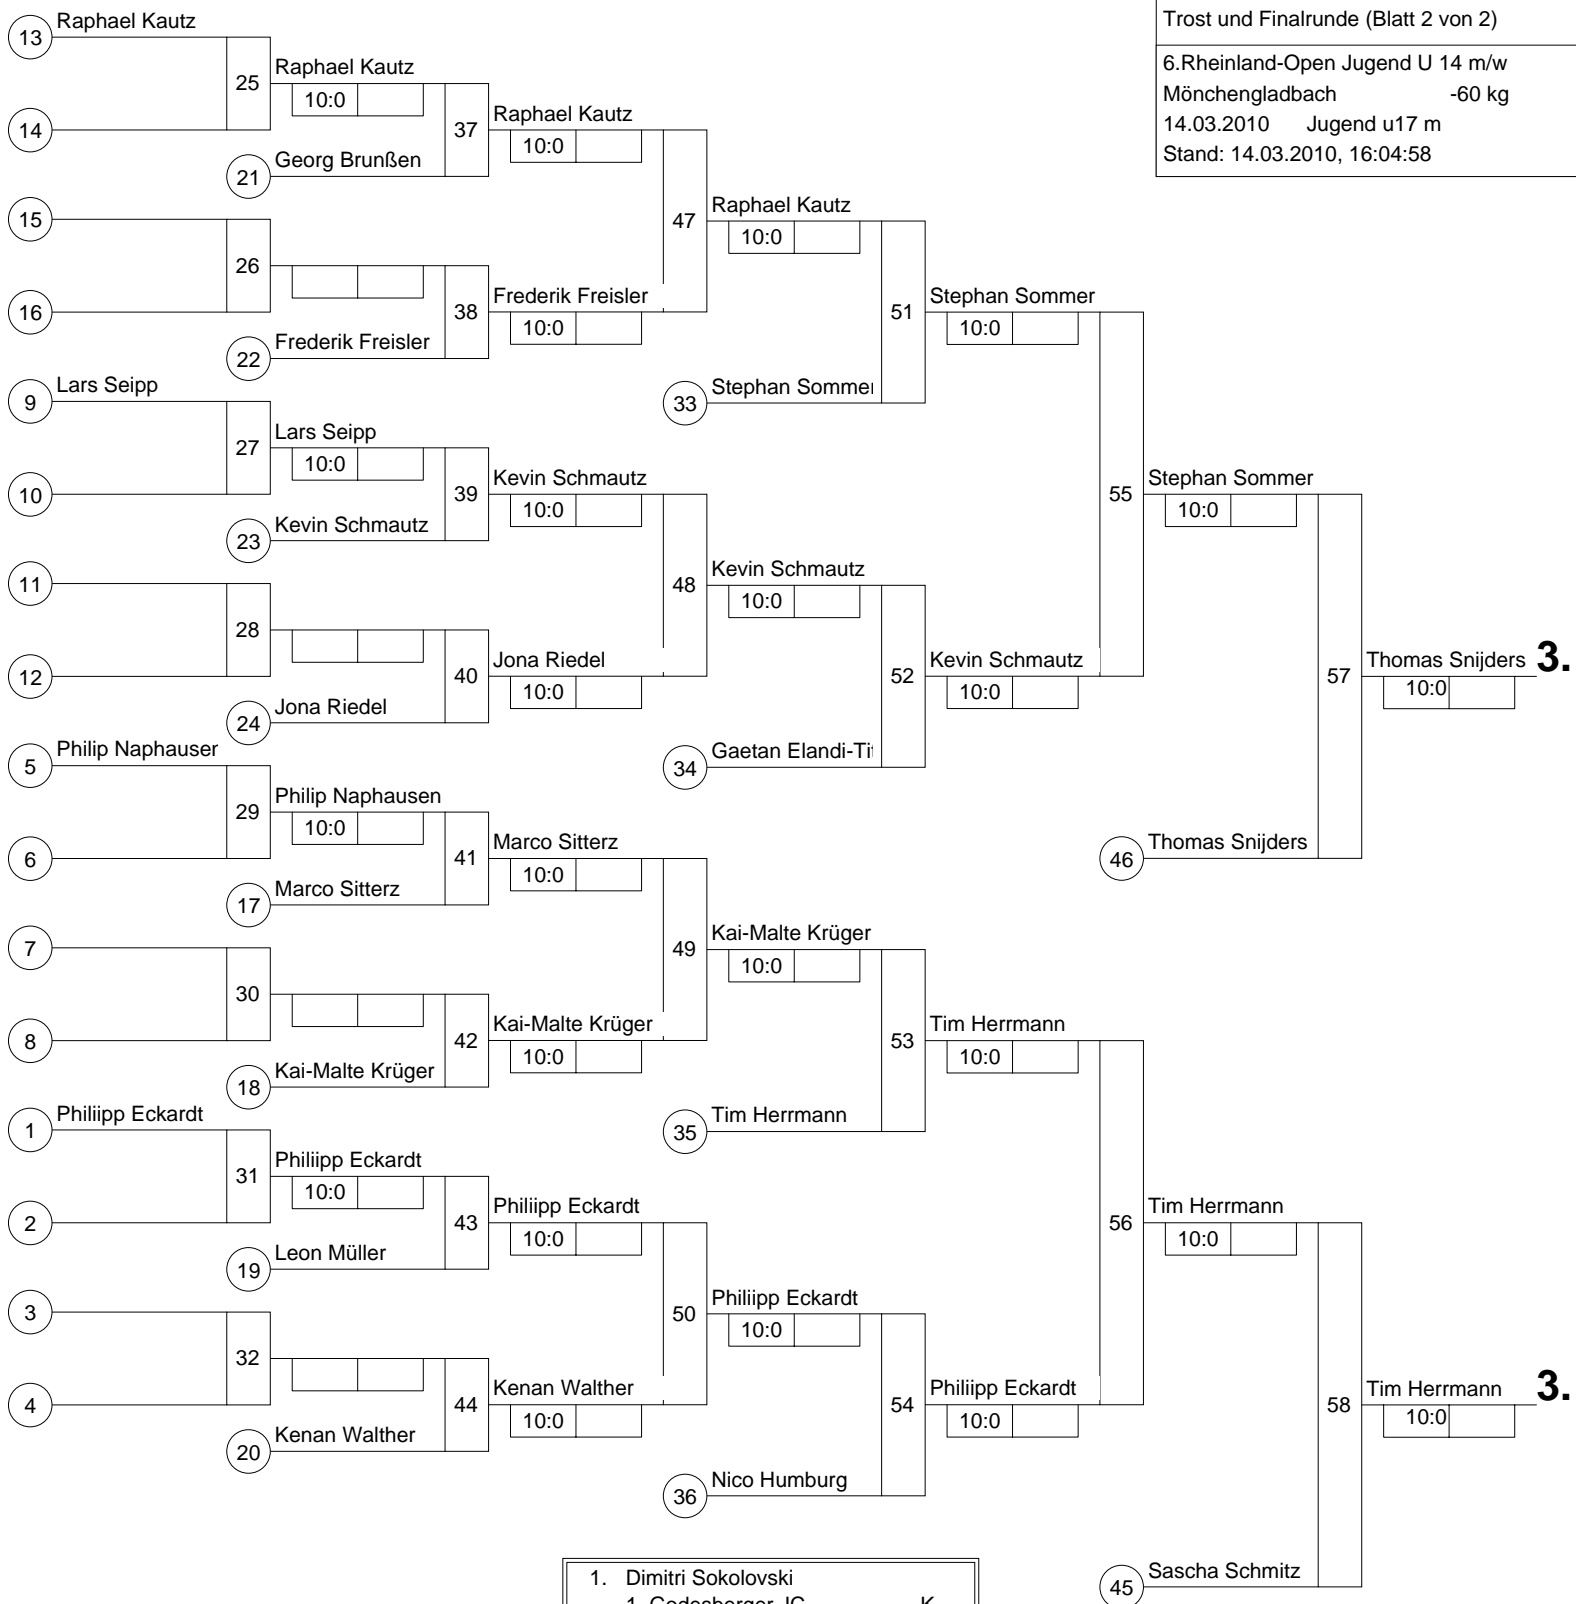 Trost und Finalrunde (Blatt 2 von 2)
6.Rheinland-Open Jugend U 14 m/w
Mönchengladbach -60 kg
14.03.2010 Jugend u17 m
Stand: 14.03.2010, 16:04:58
13 Raphael Kautz
25 Raphael Kautz
10:0
14
37 Raphael Kautz
10:0
21 Georg Brunßen
15
47 Raphael Kautz
10:0
26
16
38 Frederik Freisler
10:0
22 Frederik Freisler
51 Stephan Sommer
10:0
9 Lars Seipp
33 Stephan Sommer
27 Lars Seipp
10:0
10
39 Kevin Schmautz
10:0
55 Stephan Sommer
10:0
23 Kevin Schmautz
11
48 Kevin Schmautz
10:0
28
12
40 Jona Riedel
10:0
52 Kevin Schmautz
10:0
57 Thomas Snijders 3.
10:0
24 Jona Riedel
5 Philip Naphauser
34 Gaetan Elandi-Ti
29 Philip Naphausen
10:0
6
41 Marco Sitterz
10:0
46 Thomas Snijders
17 Marco Sitterz
7
49 Kai-Malte Krüger
10:0
30
8
42 Kai-Malte Krüger
10:0
53 Tim Herrmann
10:0
18 Kai-Malte Krüger
1 Philiipp Eckardt
35 Tim Herrmann
31 Philiipp Eckardt
10:0
2
43 Philiipp Eckardt
10:0
56 Tim Herrmann
10:0
19 Leon Müller
3
50 Philiipp Eckardt
10:0
32
4
44 Kenan Walther
10:0
54 Philiipp Eckardt
10:0
58 Tim Herrmann 3.
10:0
20 Kenan Walther
36 Nico Humburg
45 Sascha Schmitz
1. Dimitri Sokolovski
1. Godesberger JC K